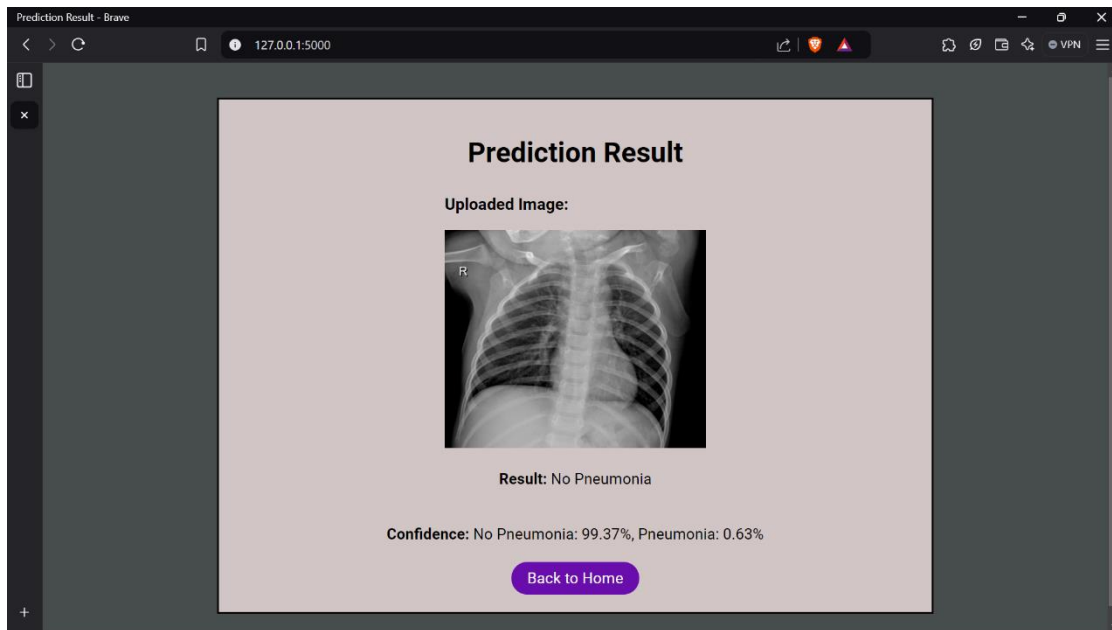 Prediction Result - Brave
127.0.0.1:5000
VPN
Prediction Result
Uploaded Image:
R
Result: No Pneumonia
Confidence: No Pneumonia: 99.37%, Pneumonia: 0.63%
Back to Home